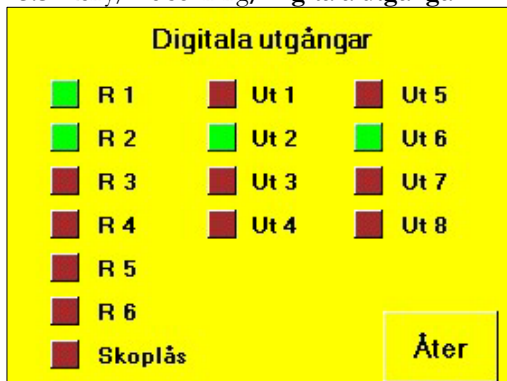 Digitala utgångar
R 1 Ut 1 Ut 5
R 2 Ut 2 Ut 6
R 3 Ut 3 Ut 7
R 4 Ut 4 Ut 8
R 5
R 6
Skoplås
Åter